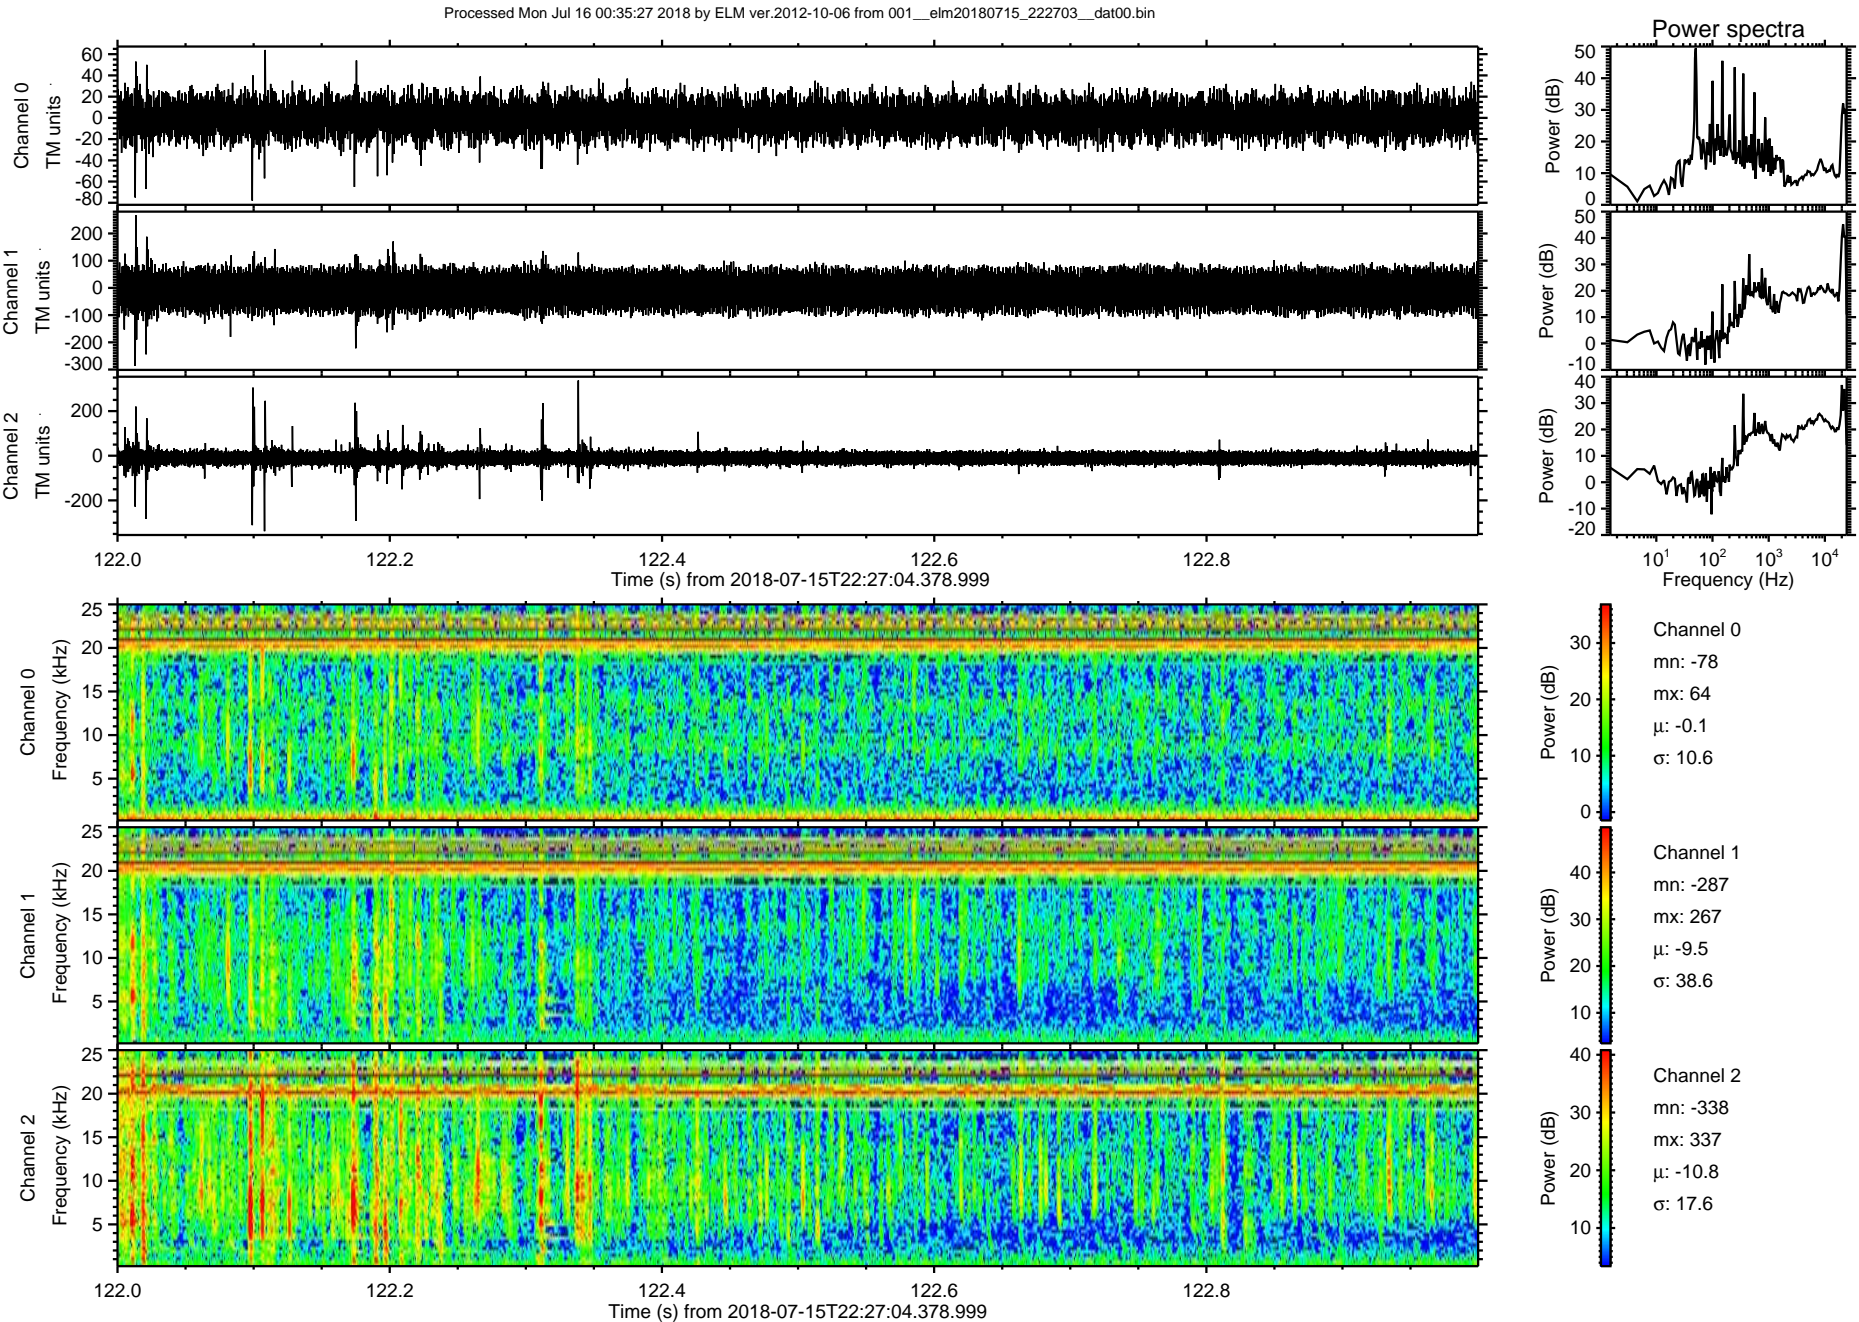 Processed Mon Jul 16 00:35:27 2018 by ELM ver.2012-10-06 from 001__elm20180715_222703__dat00.bin
Power spectra
Channel 0
TM units
60
40
20
0
-20
-40
-60
-80
Power (dB)
50
40
30
20
10
0
Channel 1
TM units
200
100
0
-100
-200
-300
Power (dB)
50
40
30
20
10
0
-10
Channel 2
TM units
200
0
-200
Power (dB)
40
30
20
10
0
-10
-20
122.0 122.2 122.4 122.6 122.8
Time (s) from 2018-07-15T22:27:04.378.999
10¹ 10² 10³ 10⁴
Frequency (Hz)
Channel 0
Frequency (kHz)
25
20
15
10
5
Power (dB)
30
20
10
0
Channel 0
mn: -78
mx: 64
μ: -0.1
σ: 10.6
Channel 1
Frequency (kHz)
25
20
15
10
5
Power (dB)
40
30
20
10
Channel 1
mn: -287
mx: 267
μ: -9.5
σ: 38.6
Channel 2
Frequency (kHz)
25
20
15
10
5
Power (dB)
40
30
20
10
Channel 2
mn: -338
mx: 337
μ: -10.8
σ: 17.6
122.0 122.2 122.4 122.6 122.8
Time (s) from 2018-07-15T22:27:04.378.999